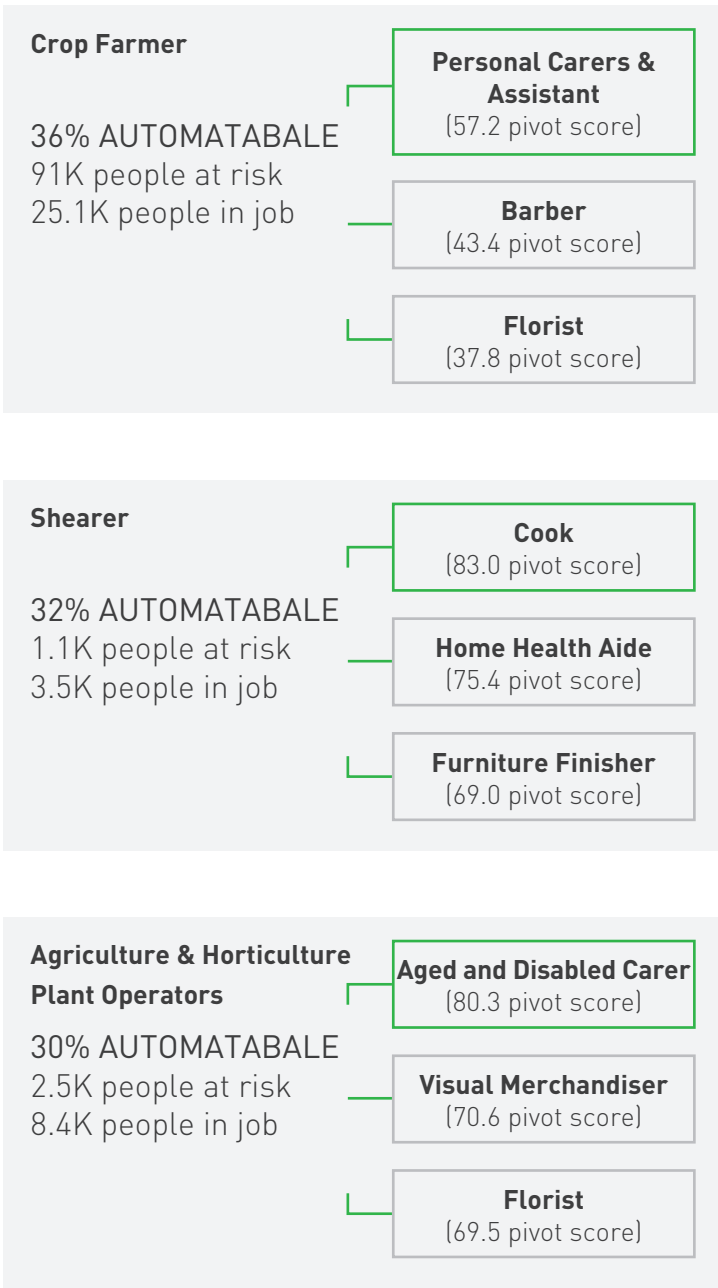 Crop Farmer
36% AUTOMATABALE
91K people at risk
25.1K people in job
Personal Carers &
Assistant
(57.2 pivot score)
Barber
(43.4 pivot score)
Florist
(37.8 pivot score)
Shearer
32% AUTOMATABALE
1.1K people at risk
3.5K people in job
Cook
(83.0 pivot score)
Home Health Aide
(75.4 pivot score)
Furniture Finisher
(69.0 pivot score)
Agriculture & Horticulture
Plant Operators
30% AUTOMATABALE
2.5K people at risk
8.4K people in job
Aged and Disabled Carer
(80.3 pivot score)
Visual Merchandiser
(70.6 pivot score)
Florist
(69.5 pivot score)